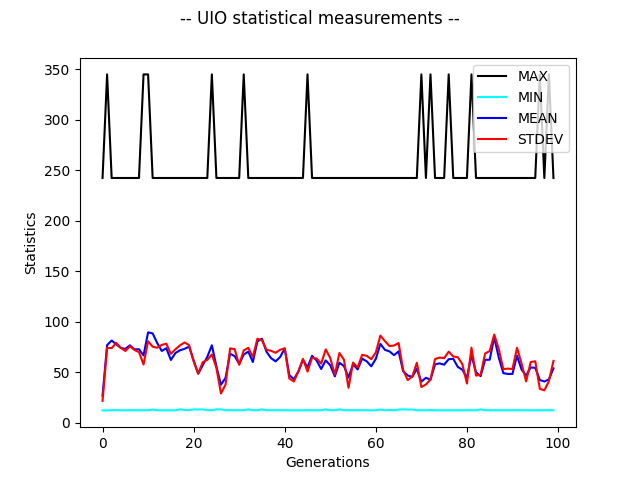 -- UIO statistical measurements --
MAX
MIN
MEAN
STDEV
350
300
250
200
150
100
50
0
Statistics
0 20 40 60 80 100
Generations